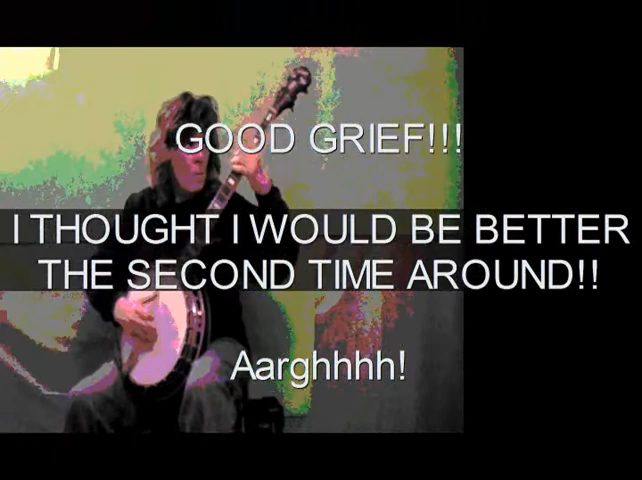 GOOD GRIEF!!!
I THOUGHT I WOULD BE BETTER
THE SECOND TIME AROUND!!
Aarghhhh!